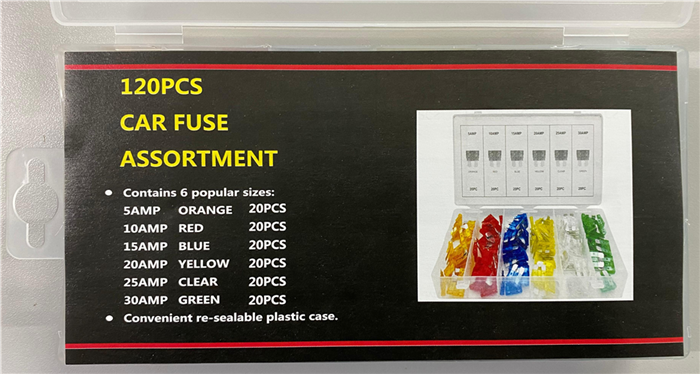 120PCS
CAR FUSE
ASSORTMENT
• Contains 6 popular sizes:
5AMP ORANGE 20PCS
10AMP RED 20PCS
15AMP BLUE 20PCS
20AMP YELLOW 20PCS
25AMP CLEAR 20PCS
30AMP GREEN 20PCS
• Convenient re-sealable plastic case.